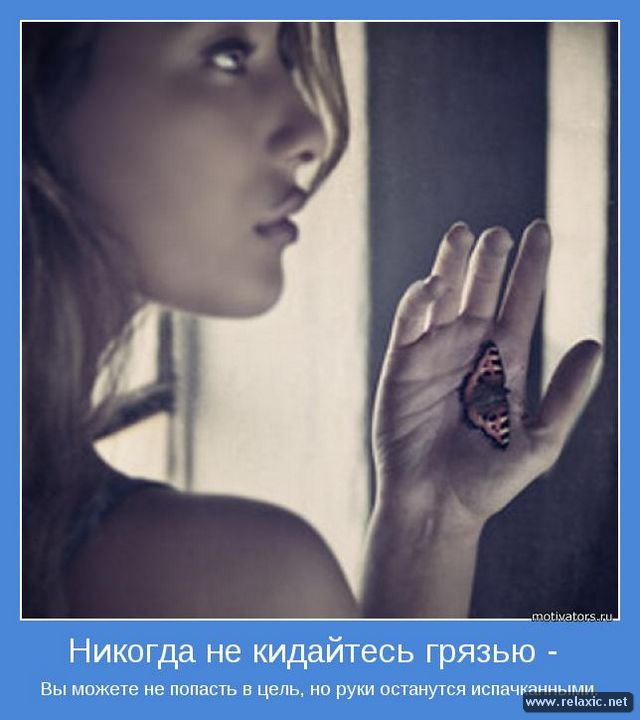 motivators.ru
Никогда не кидайтесь грязью -
Вы можете не попасть в цель, но руки останутся испачканными.
www.relaxic.net